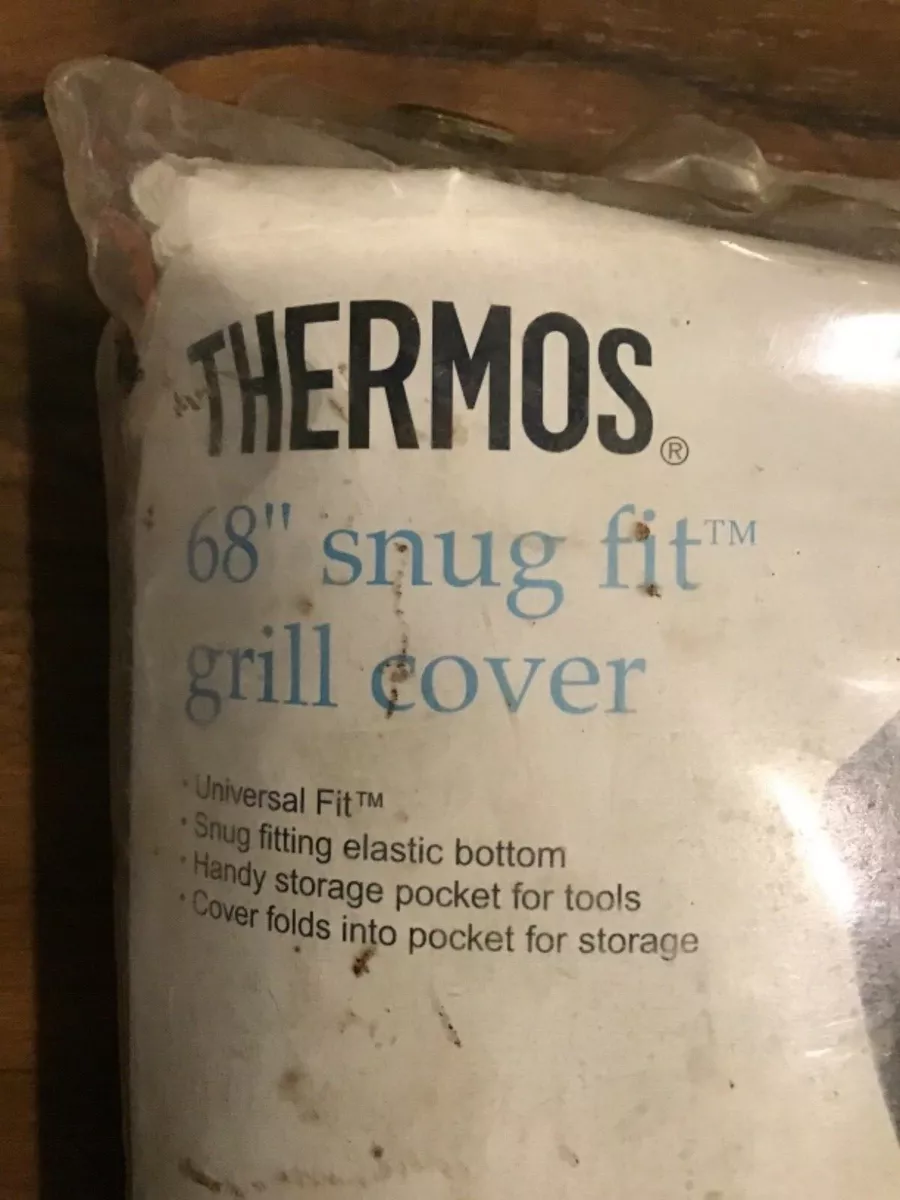 THERMOS®
68" snug fit™
grill cover
· Universal Fit™
· Snug fitting elastic bottom
· Handy storage pocket for tools
· Cover folds into pocket for storage